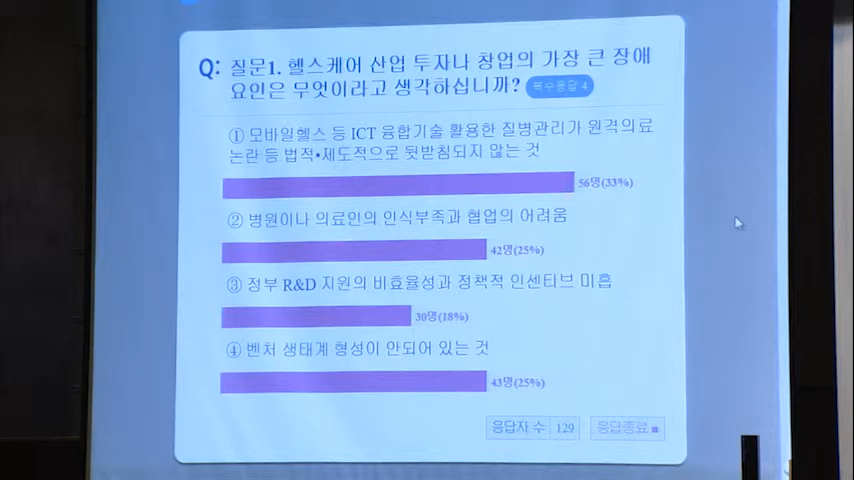 Q: 질문1. 헬스케어 산업 투자나 창업의 가장 큰 장애
요인은 무엇이라고 생각하십니까? 복수응답 4
① 모바일헬스 등 ICT 융합기술 활용한 질병관리가 원격의료
논란 등 법적•제도적으로 뒷받침되지 않는 것
56명(33%)
② 병원이나 의료인의 인식부족과 협업의 어려움
42명(25%)
③ 정부 R&D 지원의 비효율성과 정책적 인센티브 미흡
30명(18%)
④ 벤처 생태계 형성이 안되어 있는 것
43명(25%)
응답자 수 129 응답종료